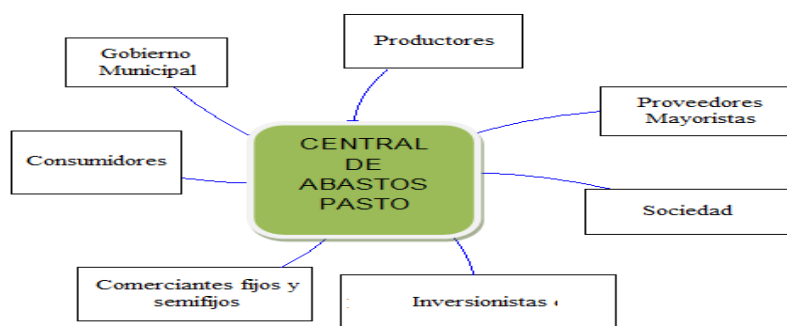 Productores
Gobierno
Municipal
Proveedores
Mayoristas
CENTRAL
DE
ABASTOS
PASTO
Consumidores
Sociedad
Comerciantes fijos y
semifijos
Inversionistas